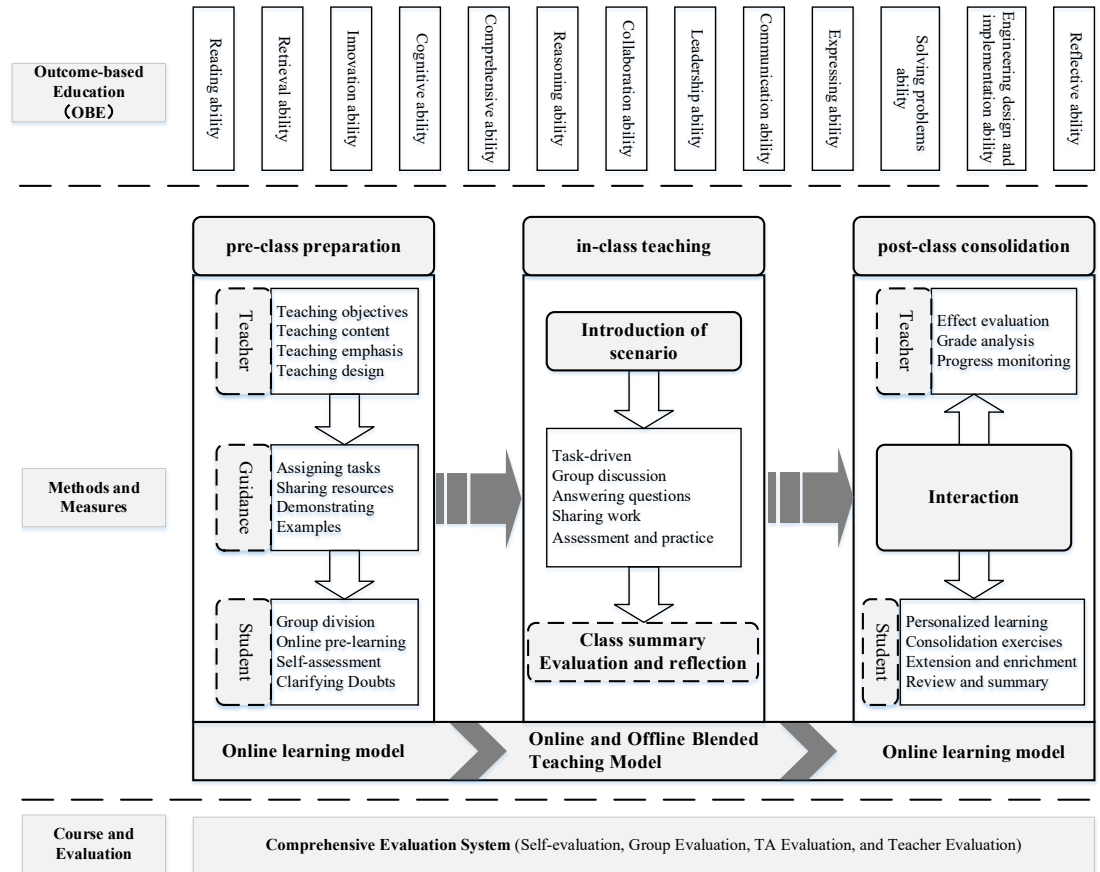 Outcome-based
Education
（OBE）
Reading ability
Retrieval ability
Innovation ability
Cognitive ability
Comprehensive ability
Reasoning ability
Collaboration ability
Leadership ability
Communication ability
Expressing ability
Solving problems
ability
Engineering design and
implementation ability
Reflective ability
Methods and
Measures
pre-class preparation
Teacher
Teaching objectives
Teaching content
Teaching emphasis
Teaching design
Guidance
Assigning tasks
Sharing resources
Demonstrating
Examples
Student
Group division
Online pre-learning
Self-assessment
Clarifying Doubts
in-class teaching
Introduction of
scenario
Task-driven
Group discussion
Answering questions
Sharing work
Assessment and practice
Class summary
Evaluation and reflection
post-class consolidation
Teacher
Effect evaluation
Grade analysis
Progress monitoring
Interaction
Student
Personalized learning
Consolidation exercises
Extension and enrichment
Review and summary
Online learning model
Online and Offline Blended
Teaching Model
Online learning model
Course and
Evaluation
Comprehensive Evaluation System (Self-evaluation, Group Evaluation, TA Evaluation, and Teacher Evaluation)